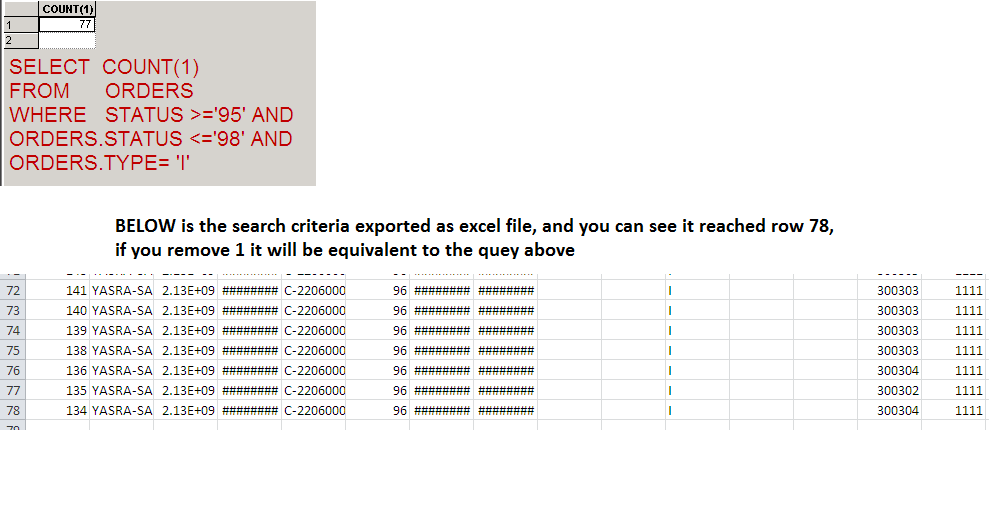 COUNT(1)
1 77
2
SELECT COUNT(1)
FROM ORDERS
WHERE STATUS >='95' AND
ORDERS.STATUS <='98' AND
ORDERS.TYPE= 'I'
BELOW is the search criteria exported as excel file, and you can see it reached row 78,
if you remove 1 it will be equivalent to the quey above
72 141 YASRA-SA 2.13E+09 ######## C-2206000 96 ######## ######## I 300303 1111
73 140 YASRA-SA 2.13E+09 ######## C-2206000 96 ######## ######## I 300303 1111
74 139 YASRA-SA 2.13E+09 ######## C-2206000 96 ######## ######## I 300303 1111
75 138 YASRA-SA 2.13E+09 ######## C-2206000 96 ######## ######## I 300303 1111
76 136 YASRA-SA 2.13E+09 ######## C-2206000 96 ######## ######## I 300304 1111
77 135 YASRA-SA 2.13E+09 ######## C-2206000 96 ######## ######## I 300302 1111
78 134 YASRA-SA 2.13E+09 ######## C-2206000 96 ######## ######## I 300304 1111